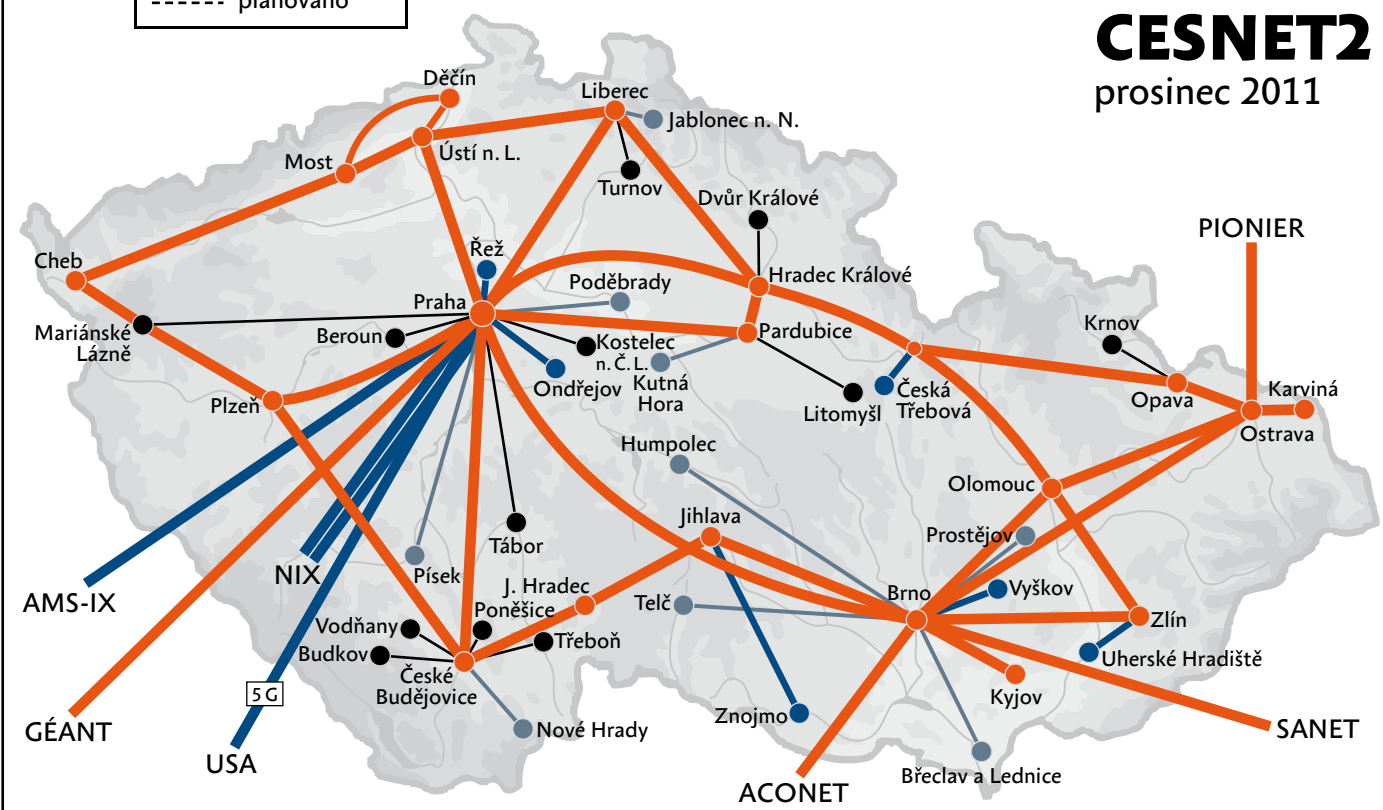 plánováno
CESNET2
prosinec 2011
Děčín
Liberec
Jablonec n. N.
Ústí n. L.
Most
Turnov
Dvůr Králové
PIONIER
Řež
Cheb
Hradec Králové
Poděbrady
Praha
Mariánské
Lázně
Beroun
Pardubice
Krnov
Kostelec
n. Č. L.
Ondřejov
Kutná
Hora
Česká
Třebová
Karviná
Plzeň
Litomyšl
Opava
Ostrava
Humpolec
Olomouc
Jihlava
Prostějov
Tábor
NIX
Písek
AMS-IX
J. Hradec
Poněšice
Telč
Brno
Vyškov
Vodňany
Třeboň
Zlín
Budkov
České
Budějovice
Uherské Hradiště
Kyjov
5 G
GÉANT
Nové Hrady
Znojmo
SANET
USA
Břeclav a Lednice
ACONET